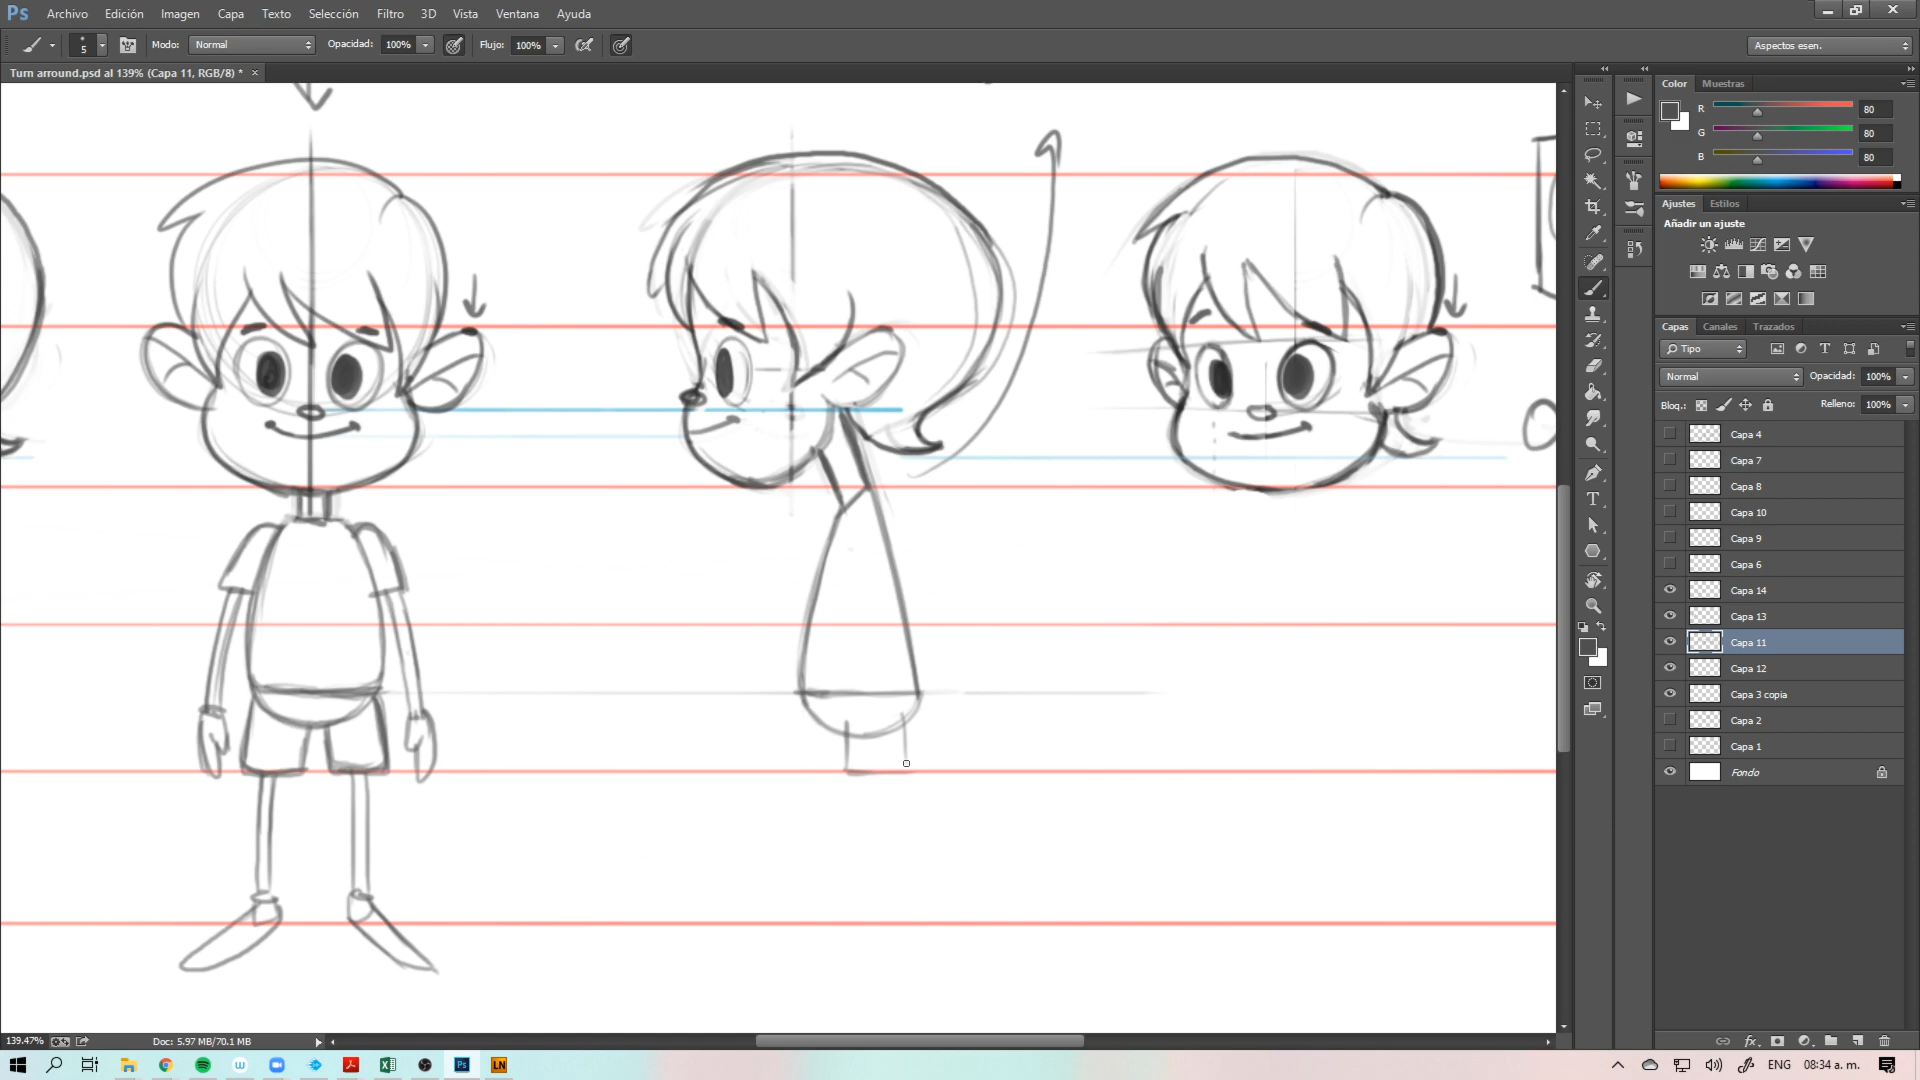 Ps Archivo Edición Imagen Capa Texto Selección Filtro 3D Vista Ventana Ayuda
5 Modo: Normal Opacidad: 100% Flujo: 100% Aspectos esen.
Turn arround.psd al 139% (Capa 11, RGB/8) * ×
Color Muestras
R 80
G 80
B 80
Ajustes Estilos
Añadir un ajuste
Capas Canales Trazados
Tipo
Normal Opacidad: 100%
Bloq.: Relleno: 100%
Capa 4
Capa 7
Capa 8
Capa 10
Capa 9
Capa 6
Capa 14
Capa 13
Capa 11
Capa 12
Capa 3 copia
Capa 2
Capa 1
Fondo
139.47% Doc: 5.97 MB/70.1 MB
Ps LN ENG 08:34 a. m.